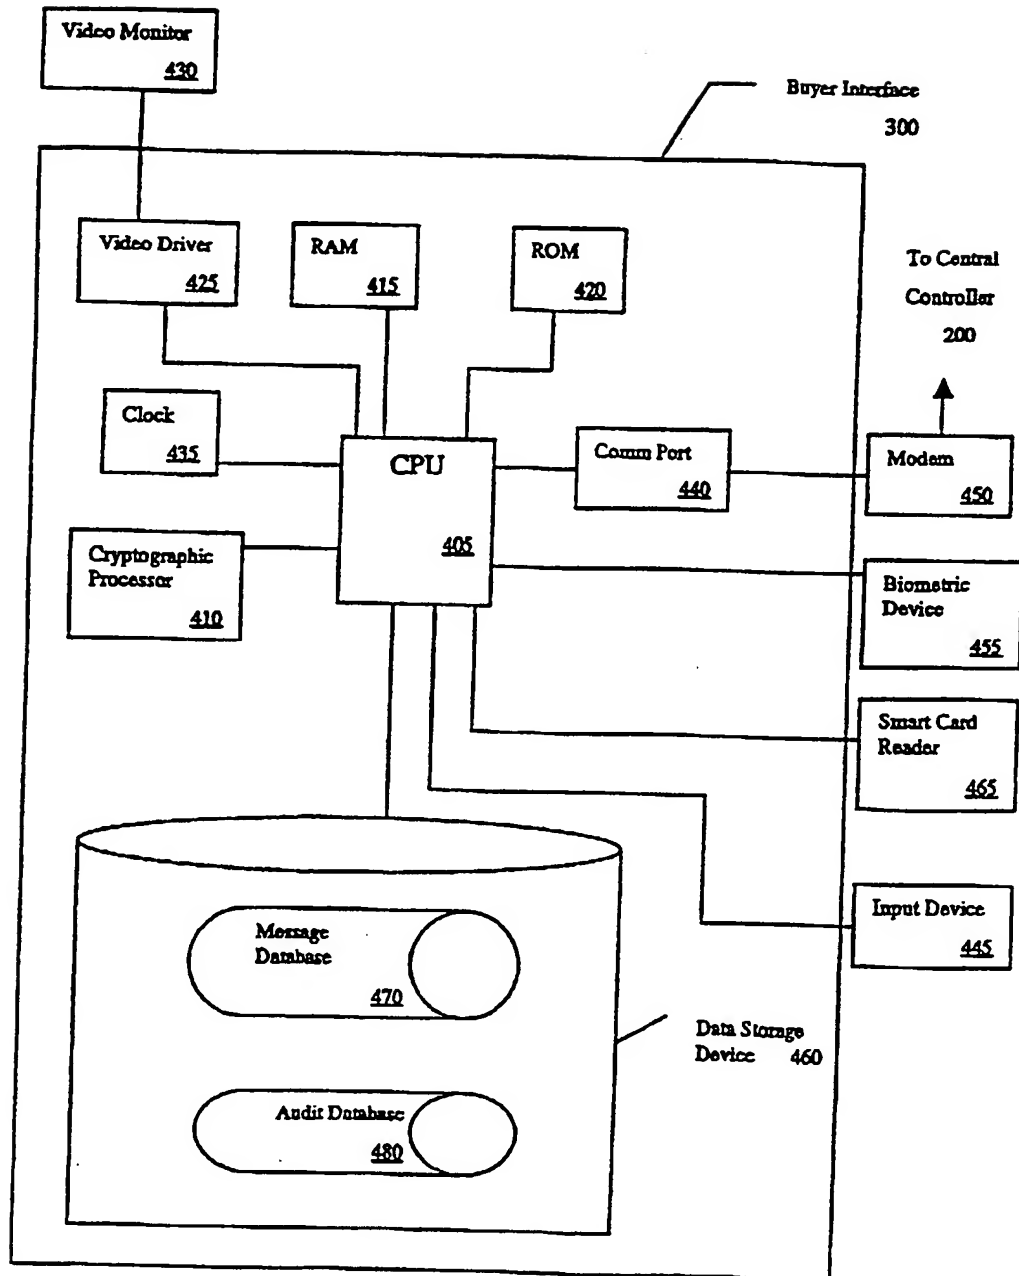 Video Monitor
430
Buyer Interface
300
Video Driver
425
RAM
415
ROM
420
To Central
Controller
200
Clock
435
CPU
405
Comm Port
440
Modem
450
Cryptographic
Processor
410
Biometric
Device
455
Smart Card
Reader
465
Input Device
445
Message
Database
470
Data Storage
Device 460
Audit Database
480